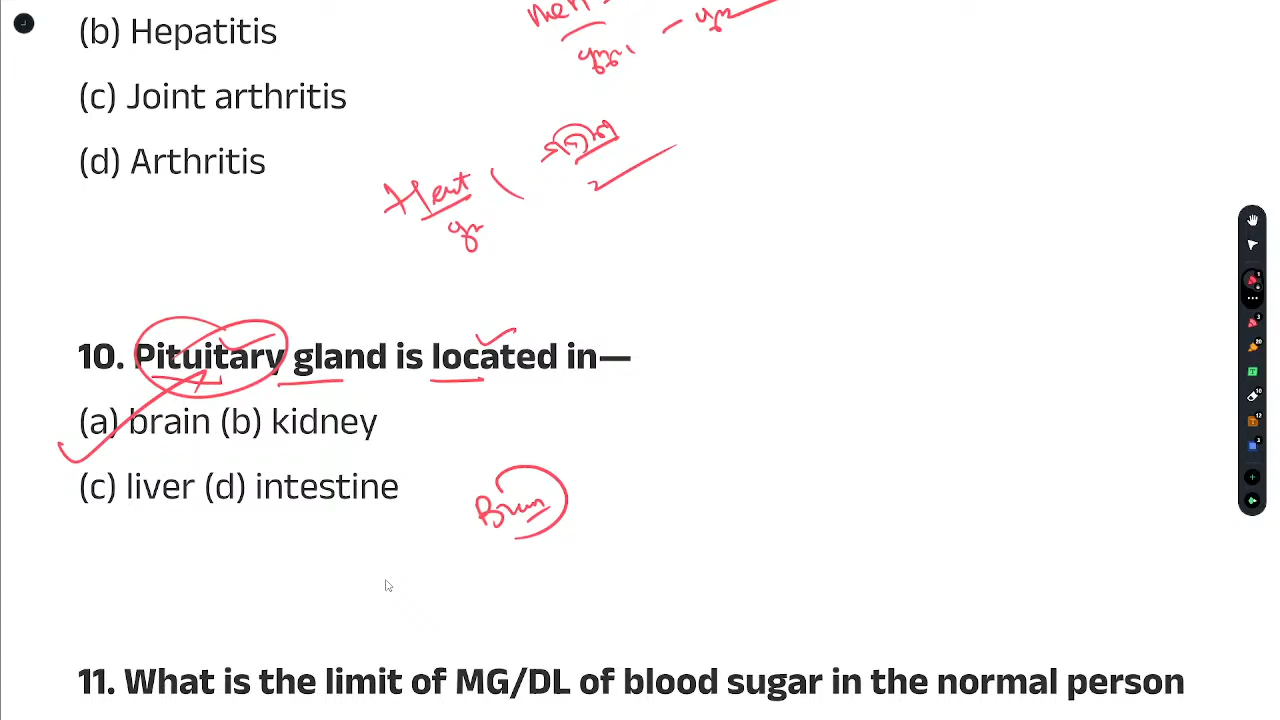 (b) Hepatitis
(c) Joint arthritis
(d) Arthritis
10. Pituitary gland is located in—
(a) brain (b) kidney
(c) liver (d) intestine
Brain
11. What is the limit of MG/DL of blood sugar in the normal person